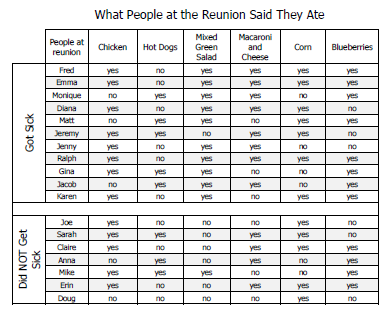 What People at the Reunion Said They Ate
People at reunion Chicken Hot Dogs Mixed Green Salad Macaroni and Cheese Corn Blueberries
Got Sick
Fred yes no yes yes yes yes
Emma yes no yes yes yes yes
Monique no yes yes yes no yes
Diana yes no yes yes yes no
Matt no yes yes no yes no
Jeremy yes yes no yes yes yes
Jenny yes no yes yes no no
Ralph yes yes yes no yes yes
Gina yes yes yes no no yes
Jacob no yes yes yes no no
Karen yes no yes no yes yes
Did NOT Get Sick
Joe yes no no no yes no
Sarah yes yes no yes yes yes
Claire yes no no yes yes yes
Anna no yes no no yes yes
Mike yes yes yes no no yes
Erin yes no no yes yes yes
Doug no no no no yes no